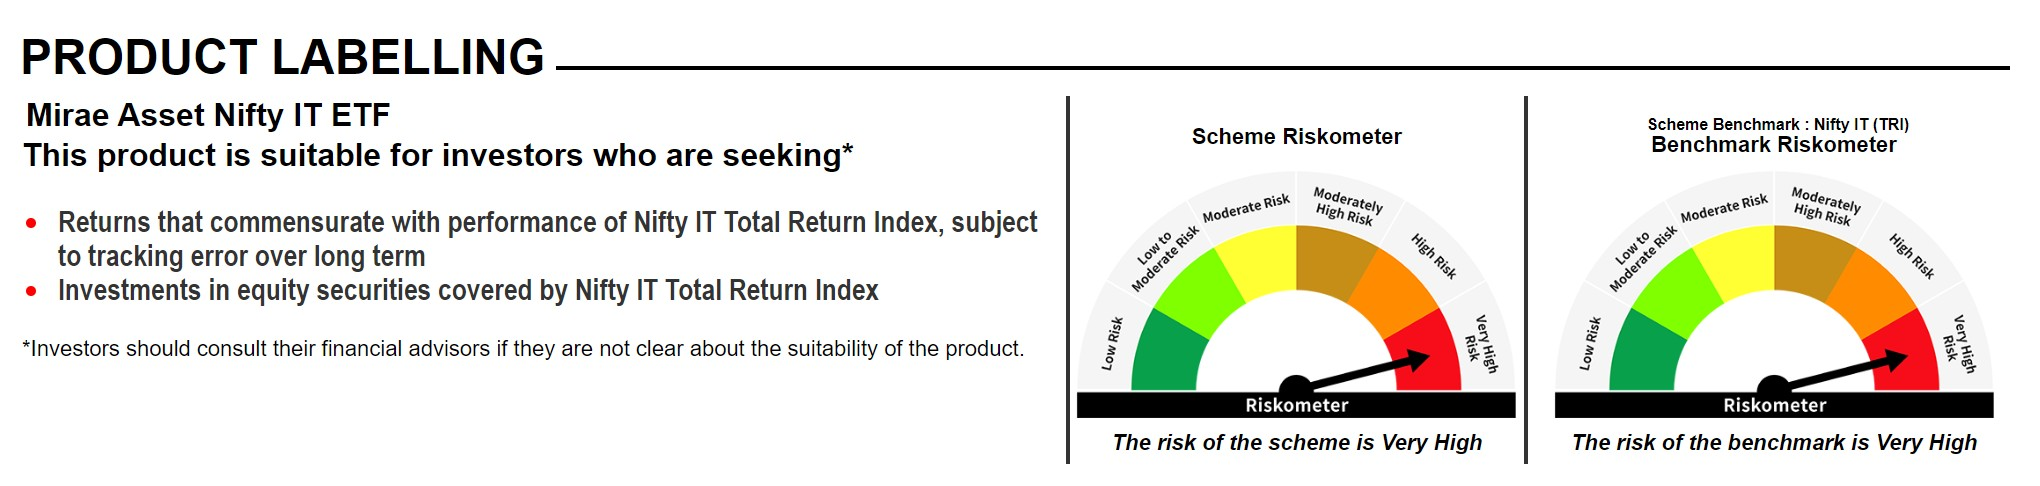 PRODUCT LABELLING
Mirae Asset Nifty IT ETF
This product is suitable for investors who are seeking*
• Returns that commensurate with performance of Nifty IT Total Return Index, subject
to tracking error over long term
• Investments in equity securities covered by Nifty IT Total Return Index
*Investors should consult their financial advisors if they are not clear about the suitability of the product.
Scheme Riskometer
Low Risk
Low to
Moderate Risk
Moderate Risk
Moderately
High Risk
High Risk
Very High
Risk
Riskometer
The risk of the scheme is Very High
Scheme Benchmark : Nifty IT (TRI)
Benchmark Riskometer
Low Risk
Low to
Moderate Risk
Moderate Risk
Moderately
High Risk
High Risk
Very High
Risk
Riskometer
The risk of the benchmark is Very High